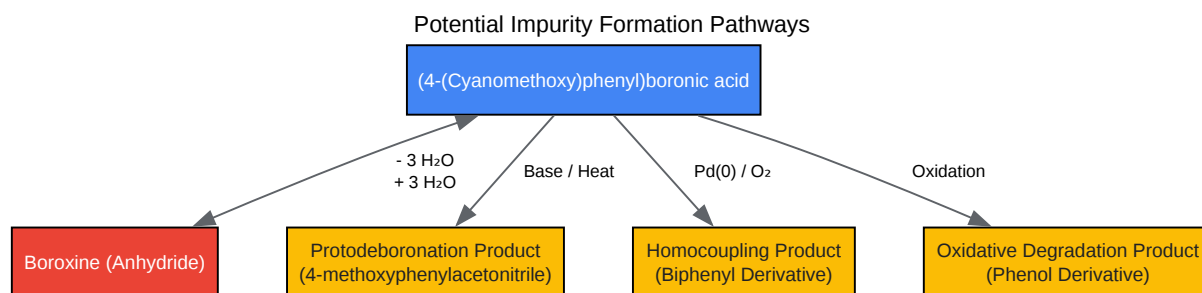 Potential Impurity Formation Pathways
(4-(Cyanomethoxy)phenyl)boronic acid
- 3 H₂O
+ 3 H₂O
Base / Heat
Pd(0) / O₂
Oxidation
Boroxine (Anhydride)
Protodeboronation Product
(4-methoxyphenylacetonitrile)
Homocoupling Product
(Biphenyl Derivative)
Oxidative Degradation Product
(Phenol Derivative)